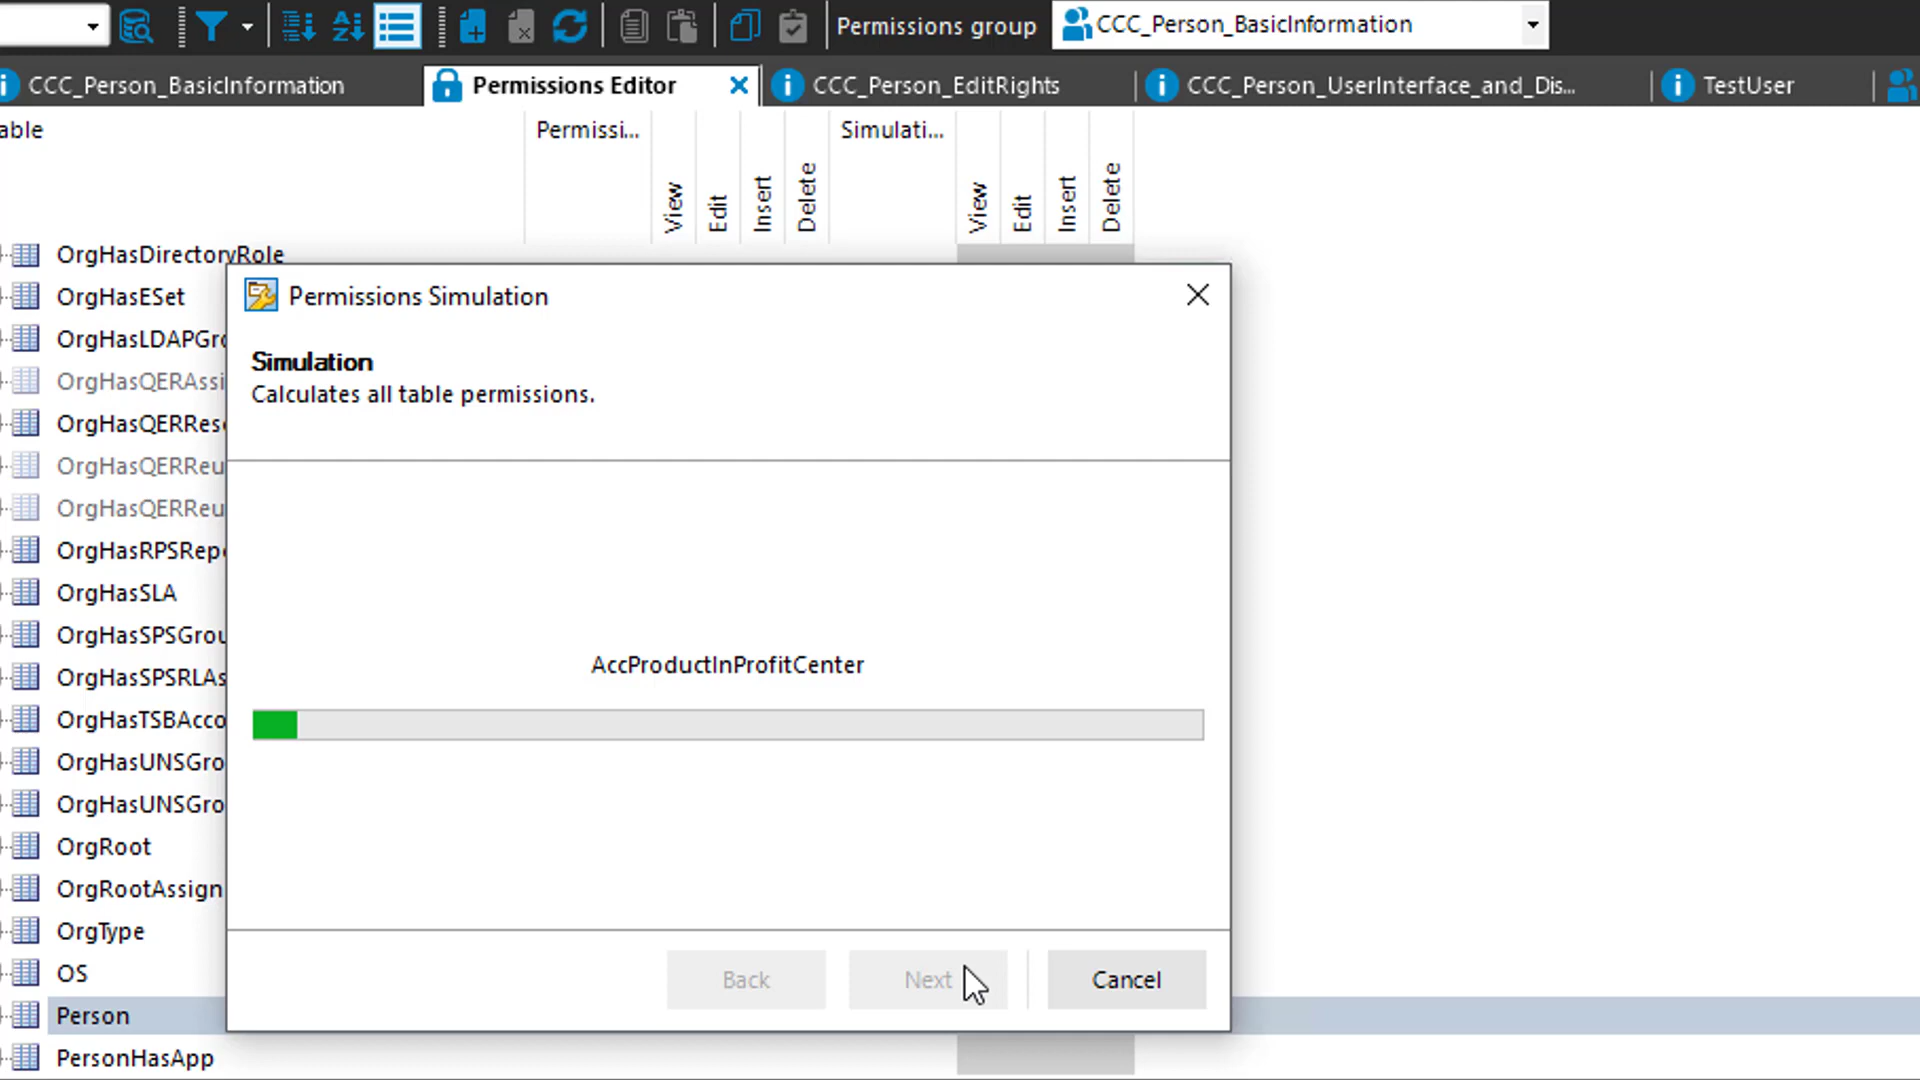 Permissions group
CCC_Person_BasicInformation
CCC_Person_BasicInformation
Permissions Editor
CCC_Person_EditRights
CCC_Person_UserInterface_and_Dis...
TestUser
able
Permissi...
View
Edit
Insert
Delete
Simulati...
View
Edit
Insert
Delete
OrgHasDirectoryRole
OrgHasESet
OrgHasLDAPGro
OrgHasQERAssi
OrgHasQERRes
OrgHasQERReu
OrgHasQERReu
OrgHasRPSRep
OrgHasSLA
OrgHasSPSGrou
OrgHasSPSRLAs
OrgHasTSBAcco
OrgHasUNSGro
OrgHasUNSGro
OrgRoot
OrgRootAssign
OrgType
OS
Person
PersonHasApp
Permissions Simulation
Simulation
Calculates all table permissions.
AccProductInProfitCenter
Back
Next
Cancel